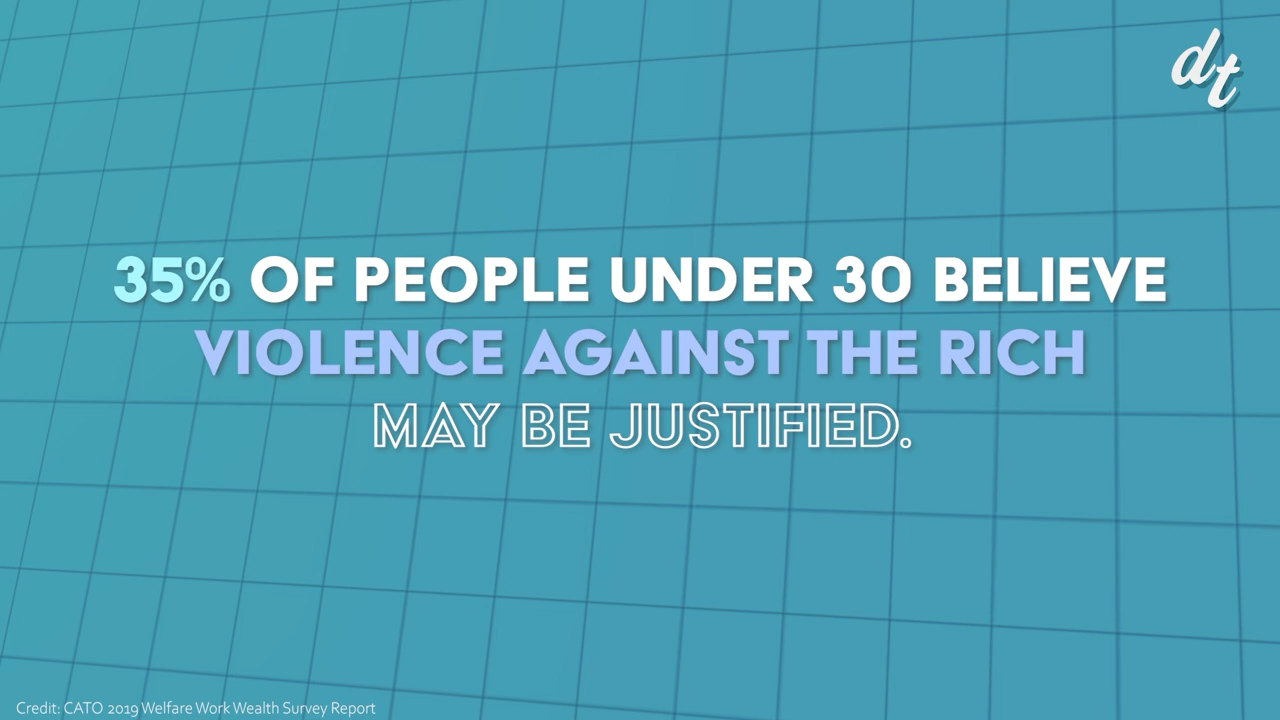 dt
35% OF PEOPLE UNDER 30 BELIEVE
VIOLENCE AGAINST THE RICH
MAY BE JUSTIFIED.
Credit: CATO 2019 Welfare Work Wealth Survey Report